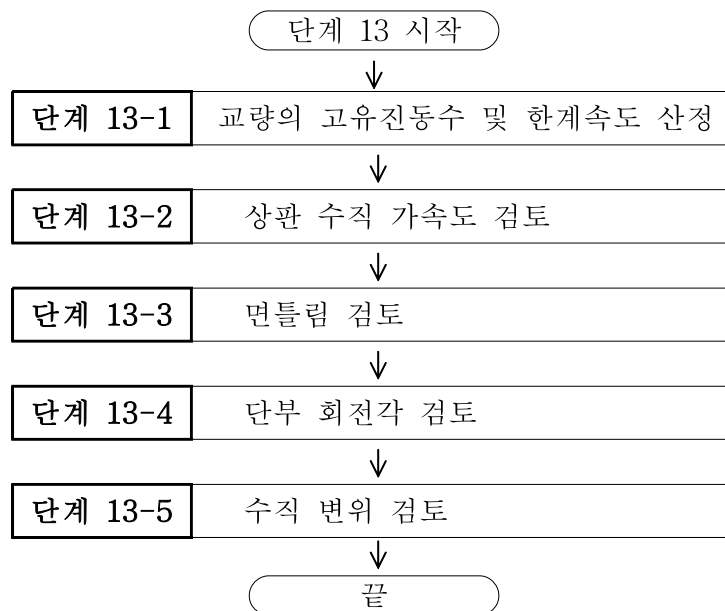 단계 13 시작
단계 13-1 교량의 고유진동수 및 한계속도 산정
단계 13-2 상판 수직 가속도 검토
단계 13-3 면틀림 검토
단계 13-4 단부 회전각 검토
단계 13-5 수직 변위 검토
끝